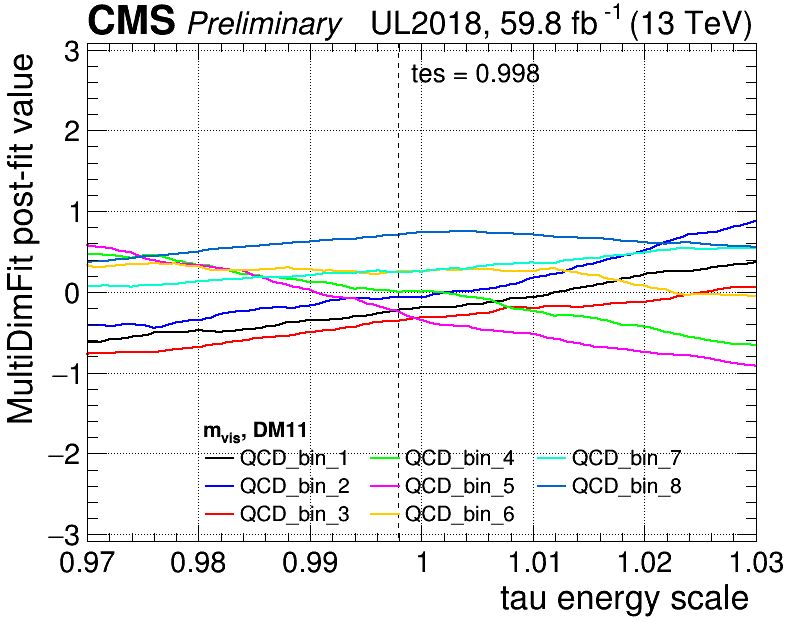 CMS Preliminary UL2018, 59.8 fb⁻¹ (13 TeV)
MultiDimFit post-fit value
3
2
1
0
−1
−2
−3
tes = 0.998
m_vis, DM11
QCD_bin_1 QCD_bin_4 QCD_bin_7
QCD_bin_2 QCD_bin_5 QCD_bin_8
QCD_bin_3 QCD_bin_6
0.97 0.98 0.99 1 1.01 1.02 1.03
tau energy scale